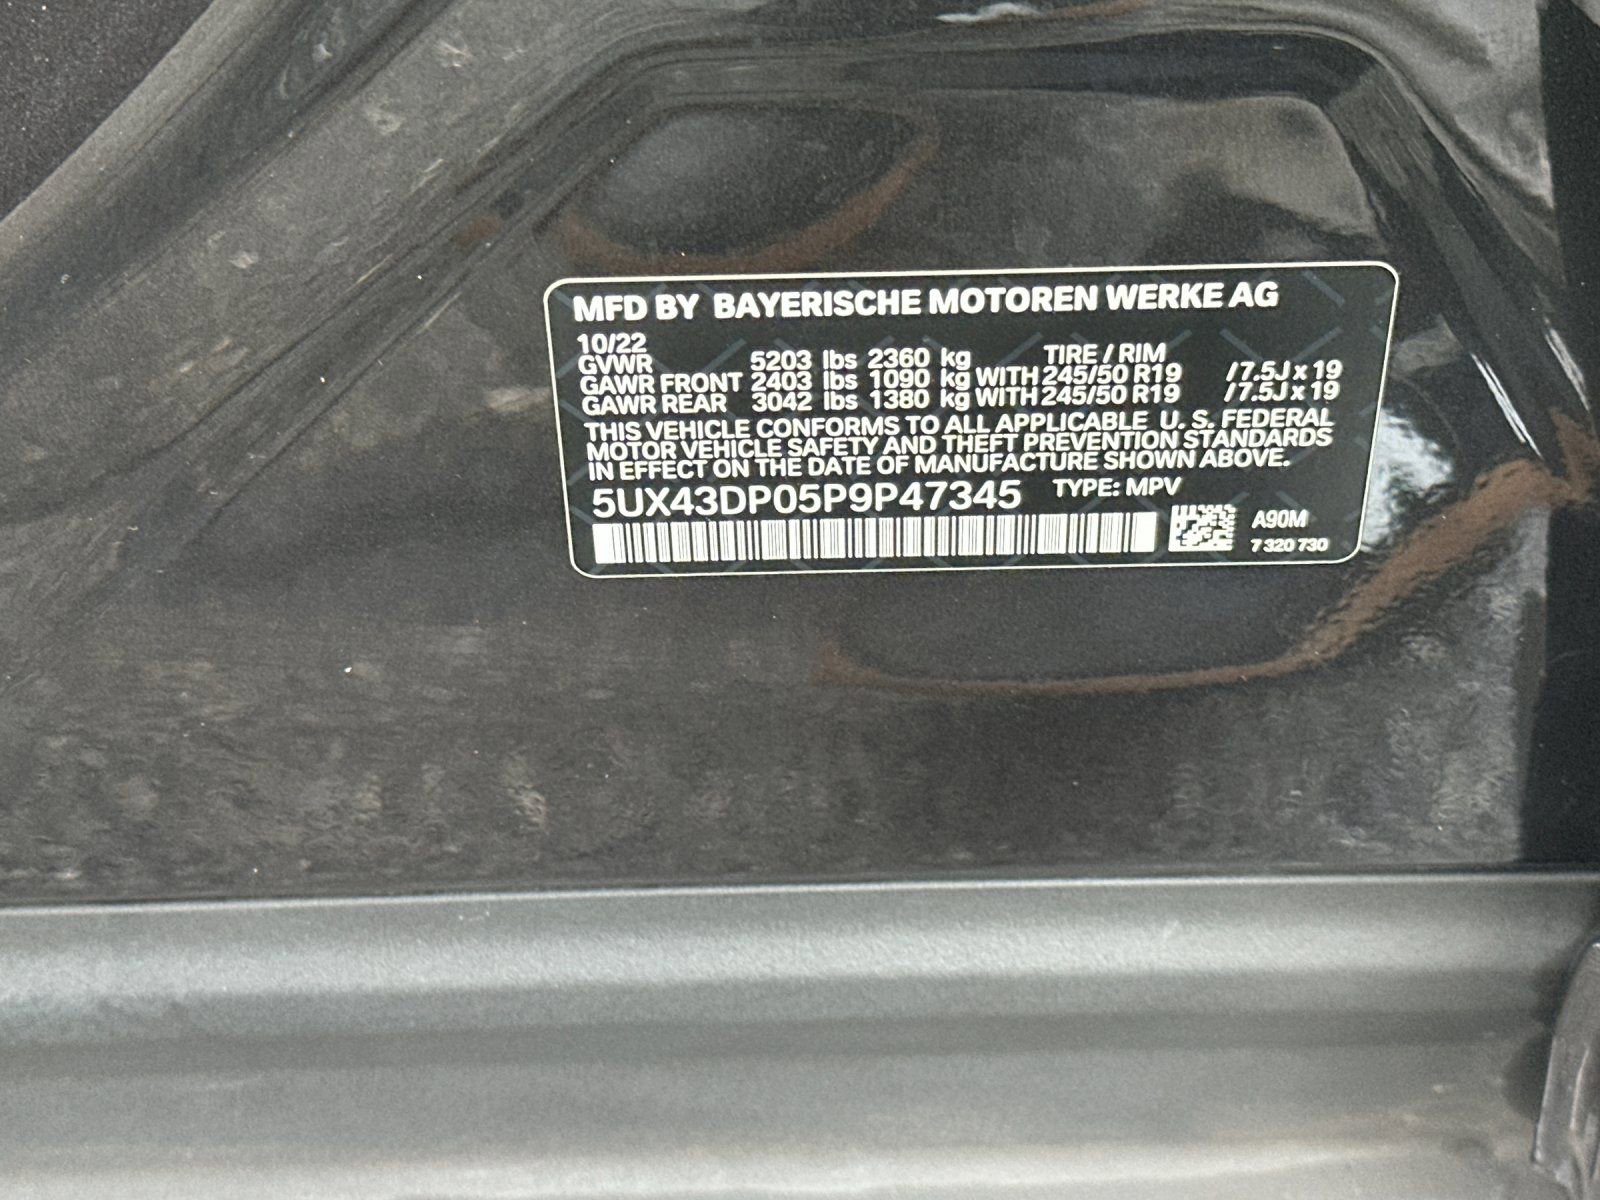 MFD BY BAYERISCHE MOTOREN WERKE AG
10/22 TIRE / RIM
GVWR 5203 lbs 2360 kg
GAWR FRONT 2403 lbs 1090 kg WITH 245/50 R19 /7.5J x 19
GAWR REAR 3042 lbs 1380 kg WITH 245/50 R19 /7.5J x 19
THIS VEHICLE CONFORMS TO ALL APPLICABLE U. S. FEDERAL
MOTOR VEHICLE SAFETY AND THEFT PREVENTION STANDARDS
IN EFFECT ON THE DATE OF MANUFACTURE SHOWN ABOVE.
5UX43DP05P9P47345 TYPE: MPV
A90M
7 320 730